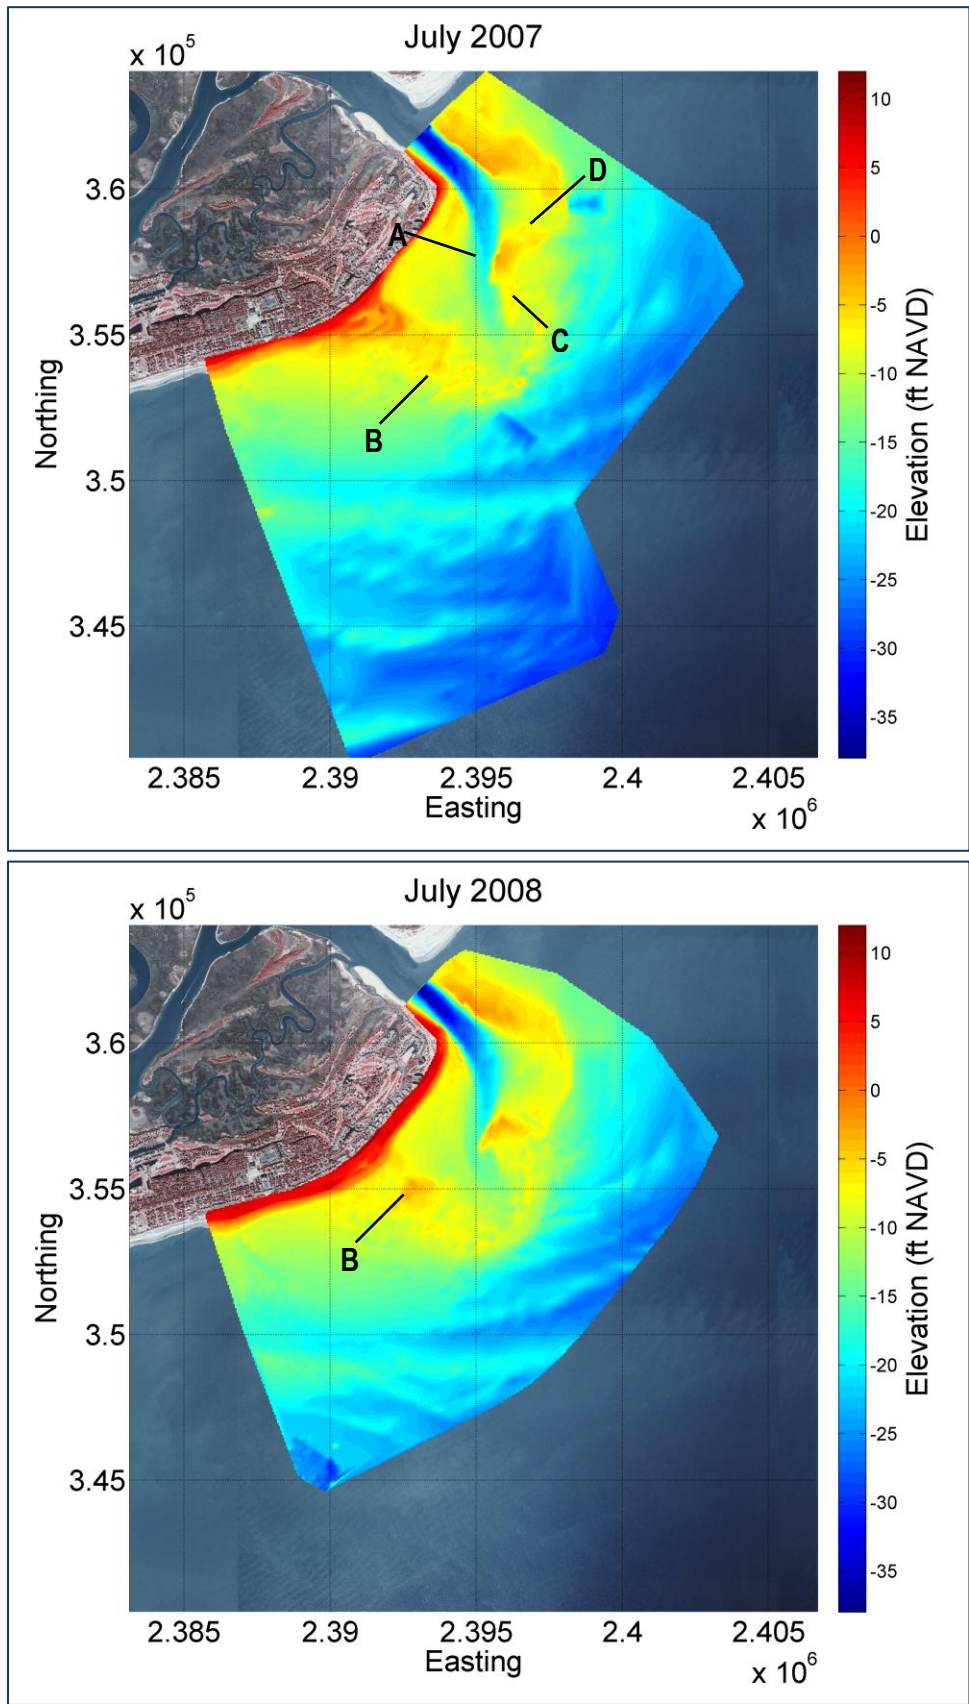 July 2007
x 10^5
3.6
3.55
3.5
3.45
Northing
A
B
C
D
2.385 2.39 2.395 2.4 2.405
Easting
x 10^6
10
5
0
-5
-10
-15
-20
-25
-30
-35
Elevation (ft NAVD)
July 2008
x 10^5
3.6
3.55
3.5
3.45
Northing
B
2.385 2.39 2.395 2.4 2.405
Easting
x 10^6
10
5
0
-5
-10
-15
-20
-25
-30
-35
Elevation (ft NAVD)